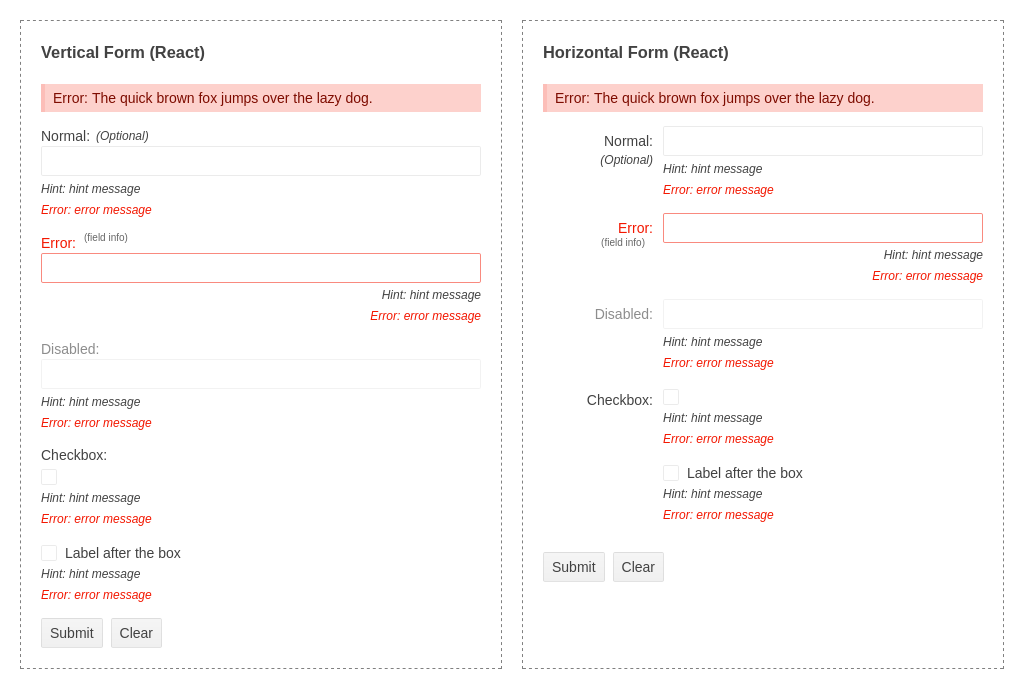 Vertical Form (React)
Error: The quick brown fox jumps over the lazy dog.
Normal: (Optional)
Hint: hint message
Error: error message
Error: (field info)
Hint: hint message
Error: error message
Disabled:
Hint: hint message
Error: error message
Checkbox:
Hint: hint message
Error: error message
Label after the box
Hint: hint message
Error: error message
Submit Clear
Horizontal Form (React)
Error: The quick brown fox jumps over the lazy dog.
Normal:
(Optional)
Hint: hint message
Error: error message
Error:
(field info)
Hint: hint message
Error: error message
Disabled:
Hint: hint message
Error: error message
Checkbox:
Hint: hint message
Error: error message
Label after the box
Hint: hint message
Error: error message
Submit Clear